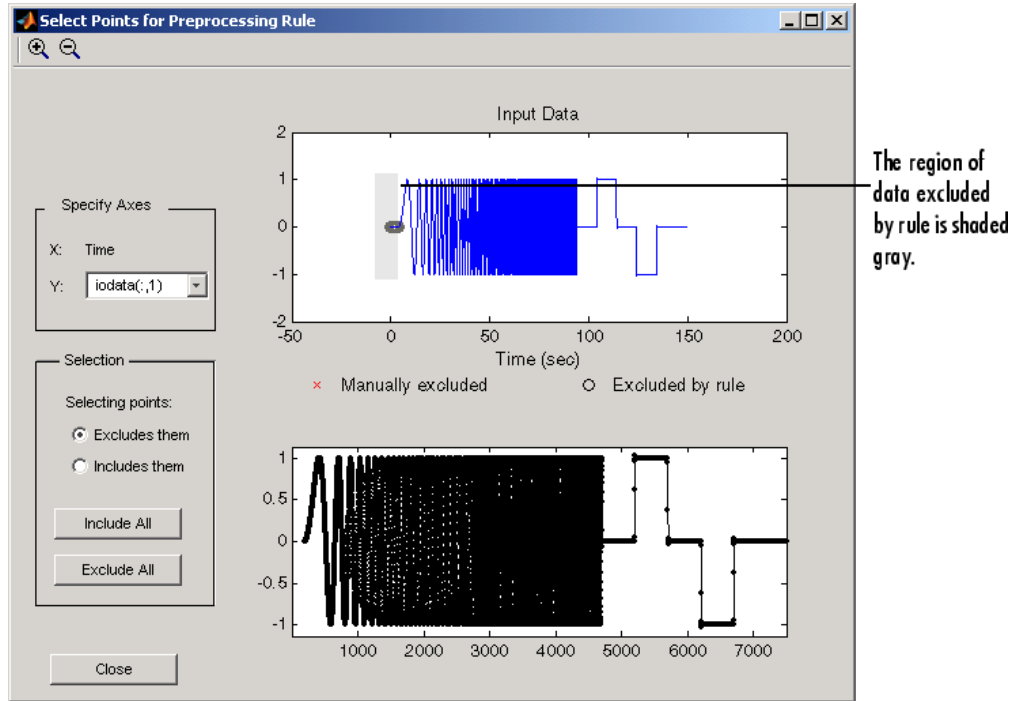 Select Points for Preprocessing Rule
Input Data
2
1
0
-1
-2
-50
0
50
100
150
200
Time (sec)
× Manually excluded
O Excluded by rule
Specify Axes
X: Time
Y: iodata(:,1)
Selection
Selecting points:
Excludes them
Includes them
Include All
Exclude All
Close
1
0.5
0
-0.5
-1
1000
2000
3000
4000
5000
6000
7000
The region of
data excluded
by rule is shaded
gray.